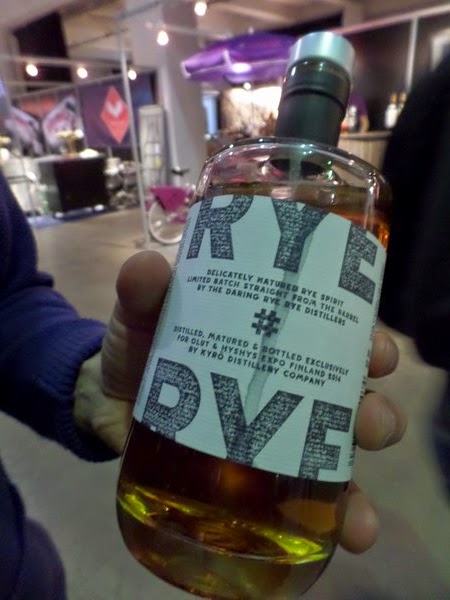 RYE
DELICATELY MATURED RYE SPIRIT
LIMITED BATCH STRAIGHT FROM THE BARREL
BY THE DARING RYE RYE DISTILLERS
#
DISTILLED, MATURED & BOTTLED EXCLUSIVELY
FOR OLUT & HYSHYS EXPO FINLAND 2014
BY KYRÖ DISTILLERY COMPANY
RYE